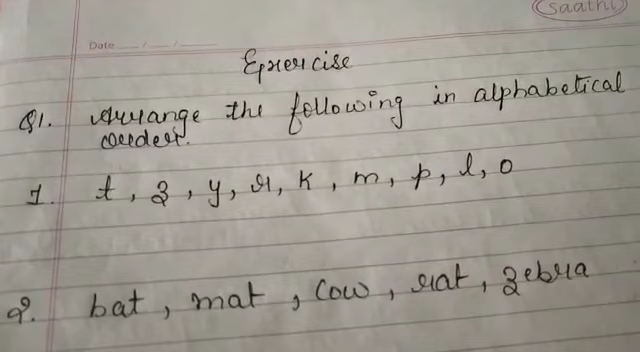 Saathi
Date / /
Exercise
Q1. Arrange the following in alphabetical
order.
1. t, z, y, r, k, m, p, l, o
2. bat, mat, cow, rat, zebra